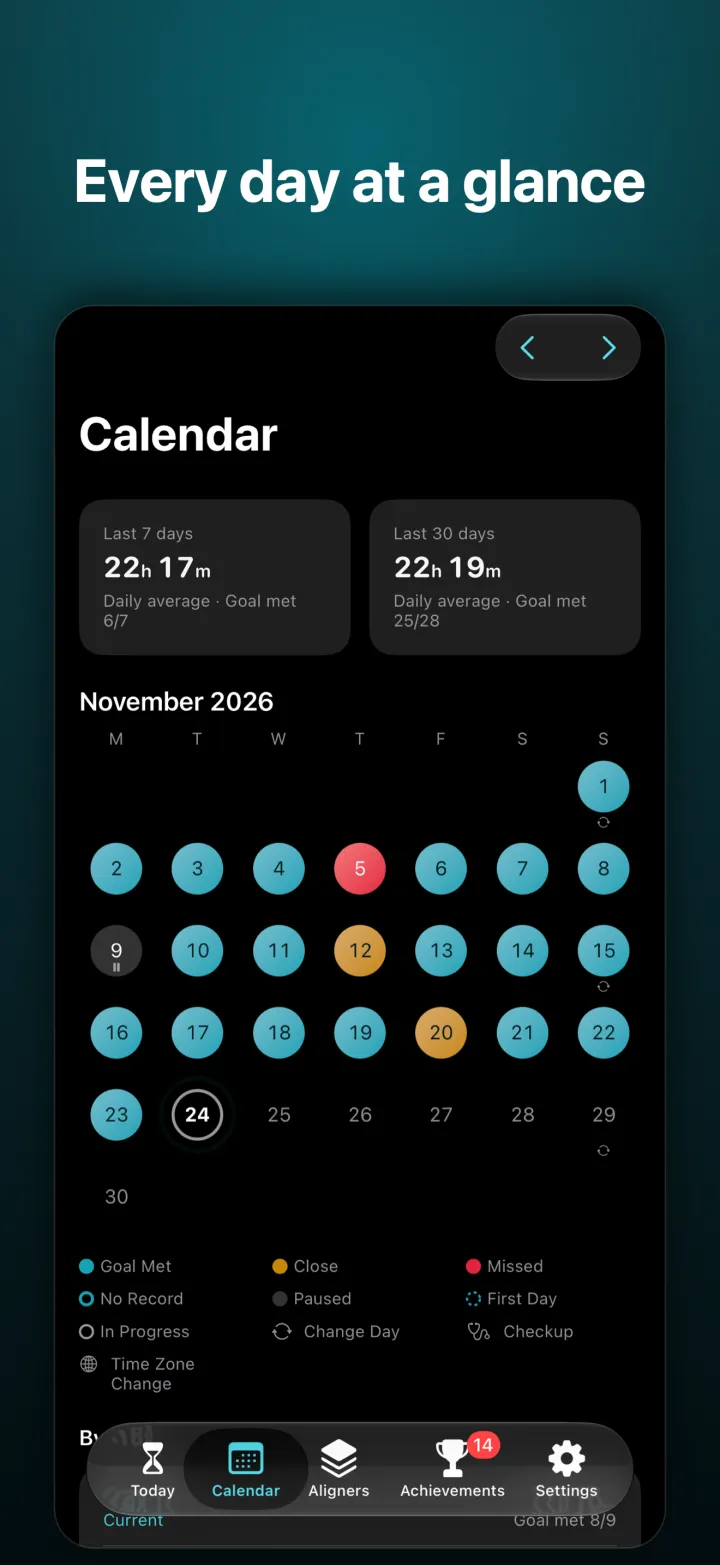 Every day at a glance
Calendar
Last 7 days
22h 17m
Daily average · Goal met
6/7
Last 30 days
22h 19m
Daily average · Goal met
25/28
November 2026
M T W T F S S
1
2 3 4 5 6 7 8
9 10 11 12 13 14 15
16 17 18 19 20 21 22
23 24 25 26 27 28 29
30
Goal Met Close Missed
No Record Paused First Day
In Progress Change Day Checkup
Time Zone
Change
14
Today Calendar Aligners Achievements Settings
Current Goal met 8/9